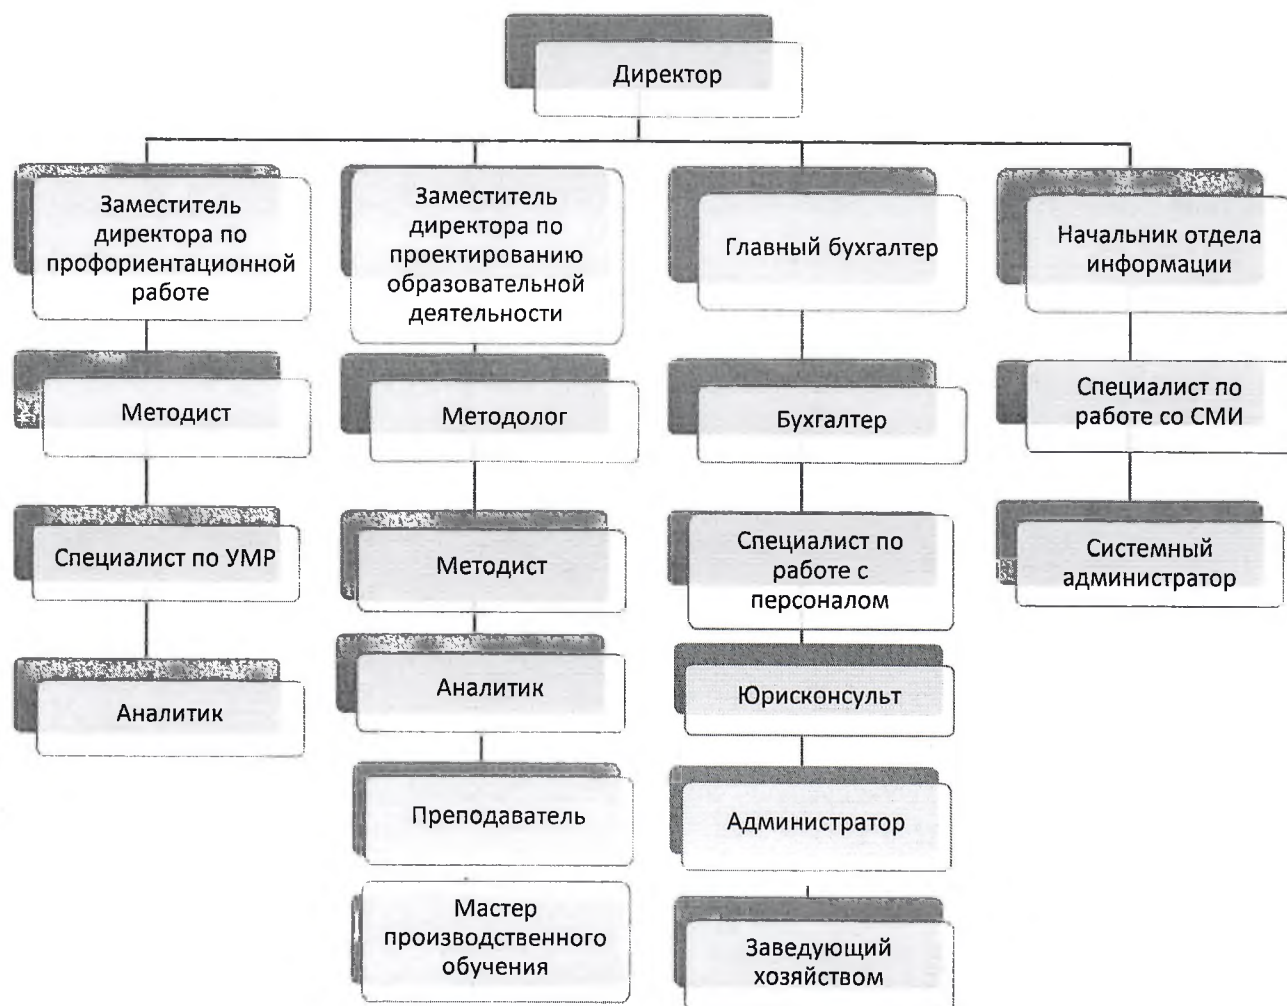 Директор
Заместитель
директора по
профориентационной
работе
Методист
Специалист по УМР
Аналитик
Заместитель
директора по
проектированию
образовательной
деятельности
Методолог
Методист
Аналитик
Преподаватель
Мастер
производственного
обучения
Главный бухгалтер
Бухгалтер
Специалист по
работе с
персоналом
Юрисконсульт
Администратор
Заведующий
хозяйством
Начальник отдела
информации
Специалист по
работе со СМИ
Системный
администратор